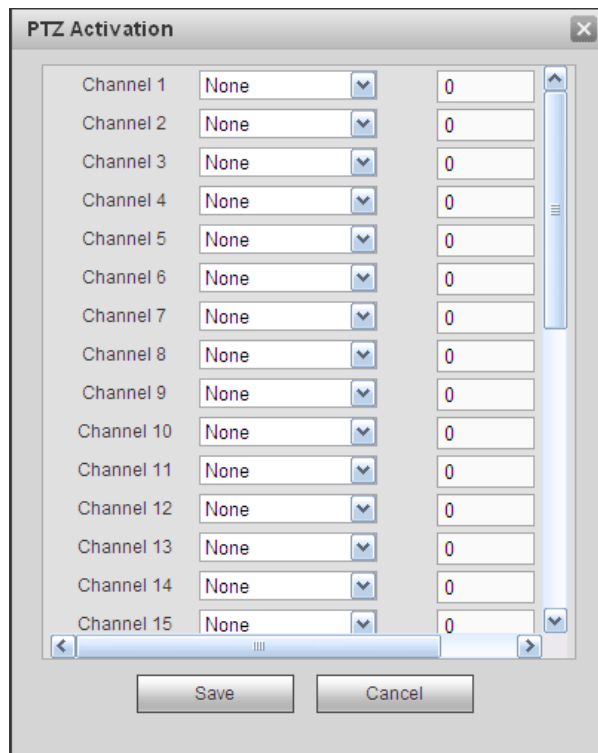 PTZ Activation
Channel 1 None 0
Channel 2 None 0
Channel 3 None 0
Channel 4 None 0
Channel 5 None 0
Channel 6 None 0
Channel 7 None 0
Channel 8 None 0
Channel 9 None 0
Channel 10 None 0
Channel 11 None 0
Channel 12 None 0
Channel 13 None 0
Channel 14 None 0
Channel 15 None 0
Save Cancel